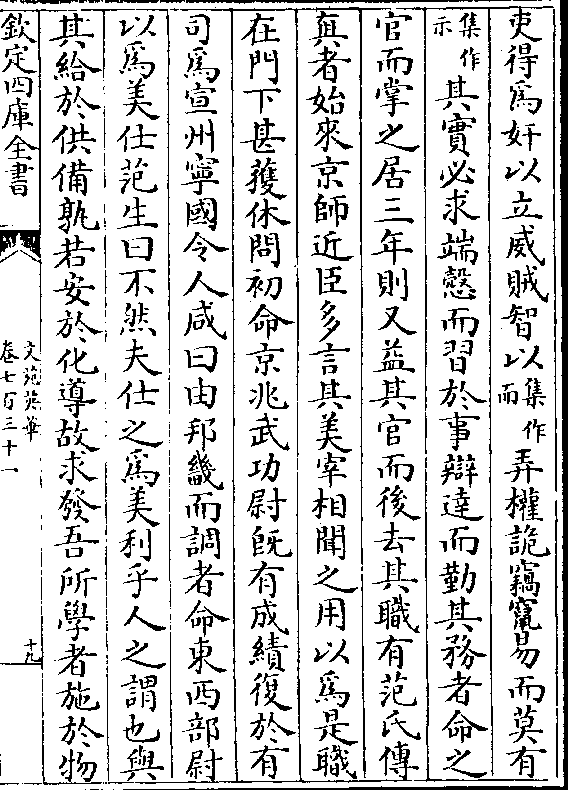 吏得爲奸以立威賊智以集作而弄權詭竊竄易而莫有
集作示其實必求端慤而習於事辯達而勤其務者命之
官而掌之居三年則又益其官而後去其職有范氏傳
真者始來京師近臣多言其美宰相聞之用以爲是職
在門下甚獲休問初命京兆武功尉旣有成績復於有
司爲宣州寧國令人咸曰由邦畿而調者命東西部尉
以爲美仕范生曰不然夫仕之爲美利乎人之謂也與
其給於供備孰若安於化導故求發吾所學者施於物
欽定四庫全書
文苑英華
卷七百三十一
十九